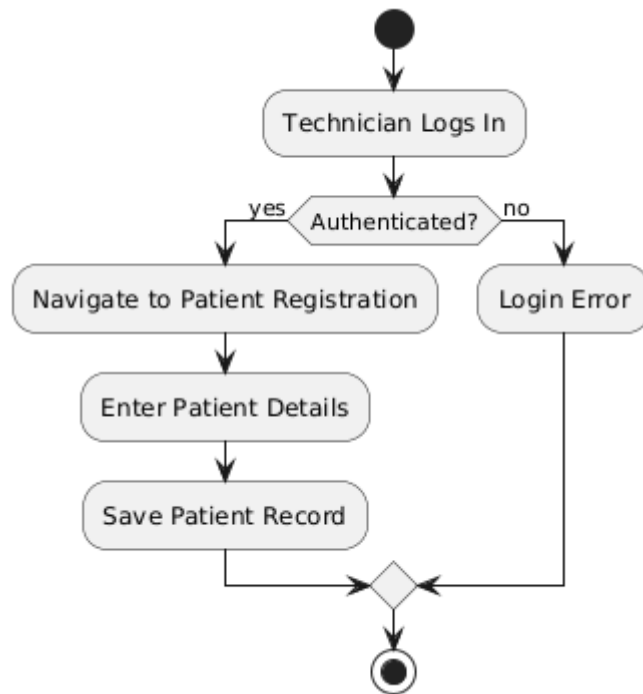 Technician Logs In
yes
Authenticated?
no
Navigate to Patient Registration
Login Error
Enter Patient Details
Save Patient Record